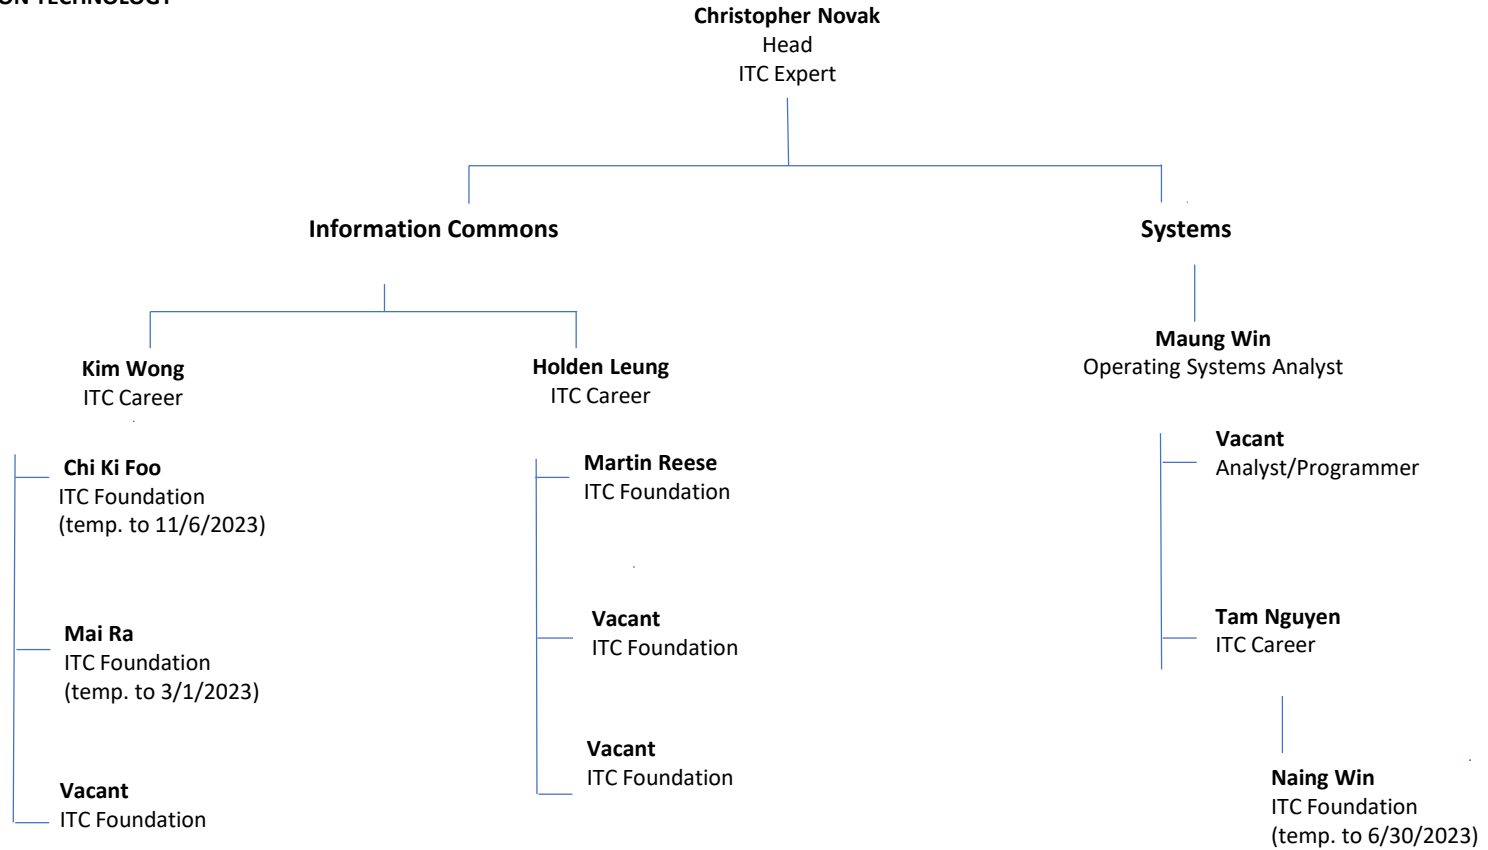 ON TECHNOLOGY
Christopher Novak
Head
ITC Expert
Information Commons
Systems
Kim Wong
ITC Career
Holden Leung
ITC Career
Maung Win
Operating Systems Analyst
Chi Ki Foo
ITC Foundation
(temp. to 11/6/2023)
Mai Ra
ITC Foundation
(temp. to 3/1/2023)
Vacant
ITC Foundation
Martin Reese
ITC Foundation
Vacant
ITC Foundation
Vacant
ITC Foundation
Vacant
Analyst/Programmer
Tam Nguyen
ITC Career
Naing Win
ITC Foundation
(temp. to 6/30/2023)